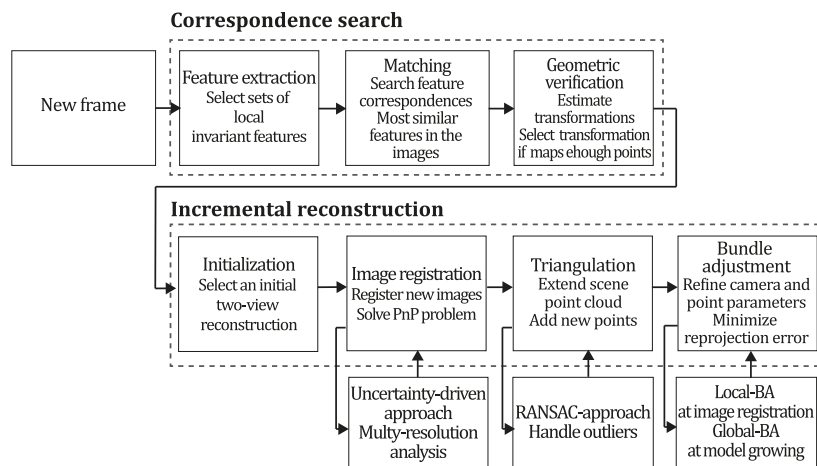 Correspondence search
New frame
Feature extraction
Select sets of
local
invariant features
Matching
Search feature
correspondences
Most similar
features in the
images
Geometric
verification
Estimate
transformations
Select transformation
if maps ehough points
Incremental reconstruction
Initialization
Select an initial
two-view
reconstruction
Image registration
Register new images
Solve PnP problem
Triangulation
Extend scene
point cloud
Add new points
Bundle
adjustment
Refine camera and
point parameters
Minimize
reprojection error
Uncertainty-driven
approach
Multy-resolution
analysis
RANSAC-approach
Handle outliers
Local-BA
at image registration
Global-BA
at model growing